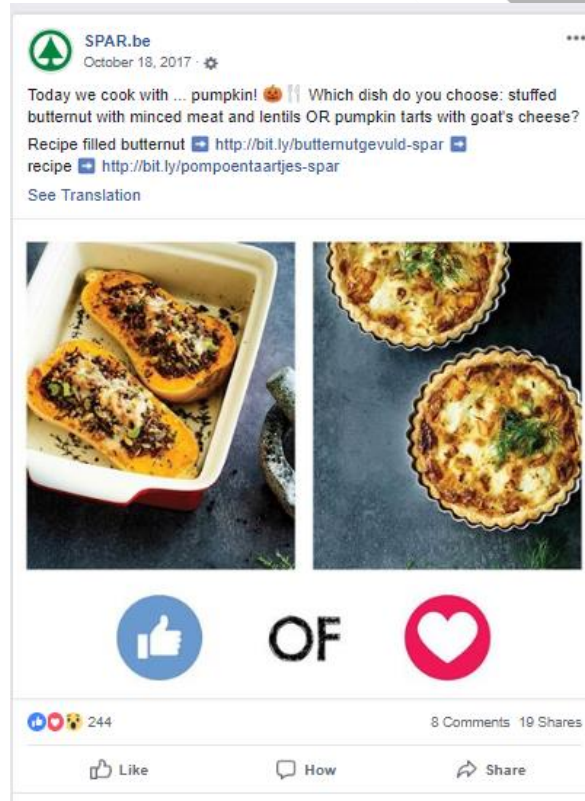 SPAR.be
October 18, 2017
Today we cook with ... pumpkin! 🎃🍴 Which dish do you choose: stuffed
butternut with minced meat and lentils OR pumpkin tarts with goat's cheese?
Recipe filled butternut ➡ http://bit.ly/butternutgevuld-spar ➡
recipe ➡ http://bit.ly/pompoentaartjes-spar
See Translation
OF
244 8 Comments 19 Shares
Like How Share